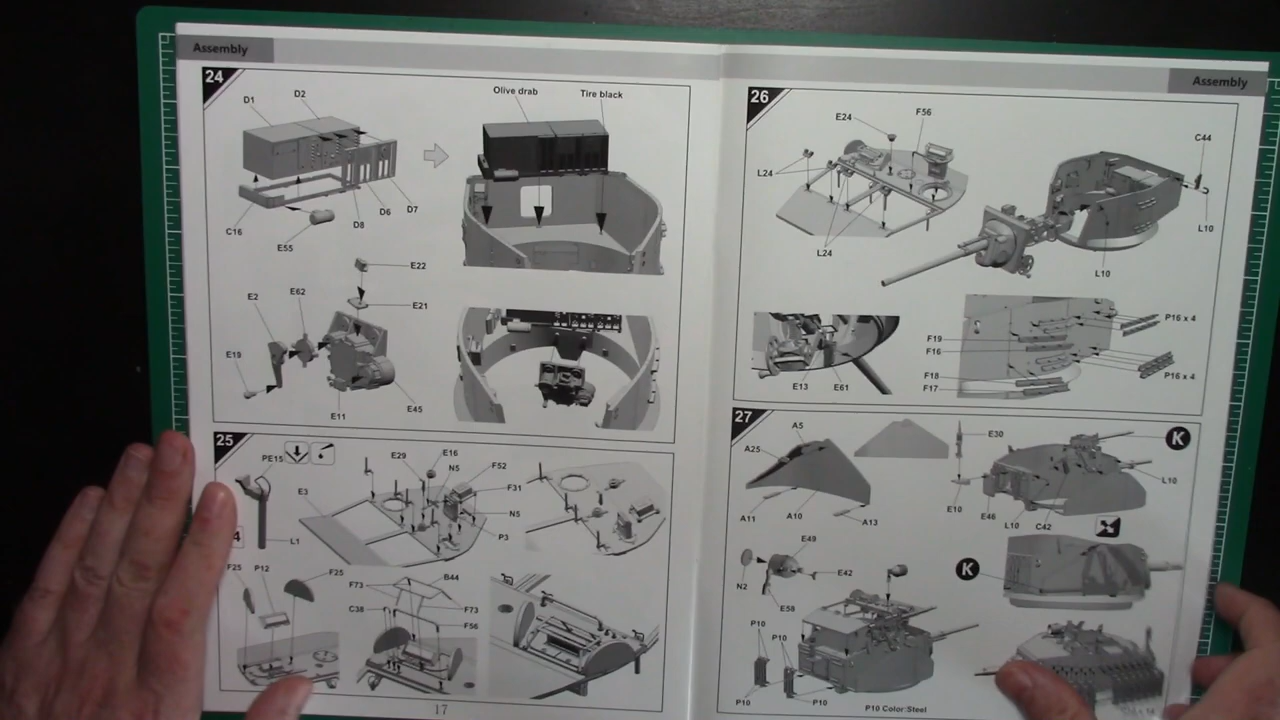 Assembly
24
D1
D2
Olive drab
Tire black
C16
E55
D8
D6
D7
E22
E21
E62
E2
E19
E11
E45
25
PE15
E3
L1
E29
E16
N5
F52
F31
N5
P3
4
F25
P12
F25
F73
B44
C38
F73
F56
17
Assembly
26
E24
F56
C44
L24
L24
L10
L10
E13
E61
F19
F16
F18
F17
P16 x 4
P16 x 4
27
A5
A25
A11
A10
A13
E30
K
E10
E46
L10
C42
L10
E49
N2
E42
E58
K
P10
P10
P10
P10
P10 Color:Steel